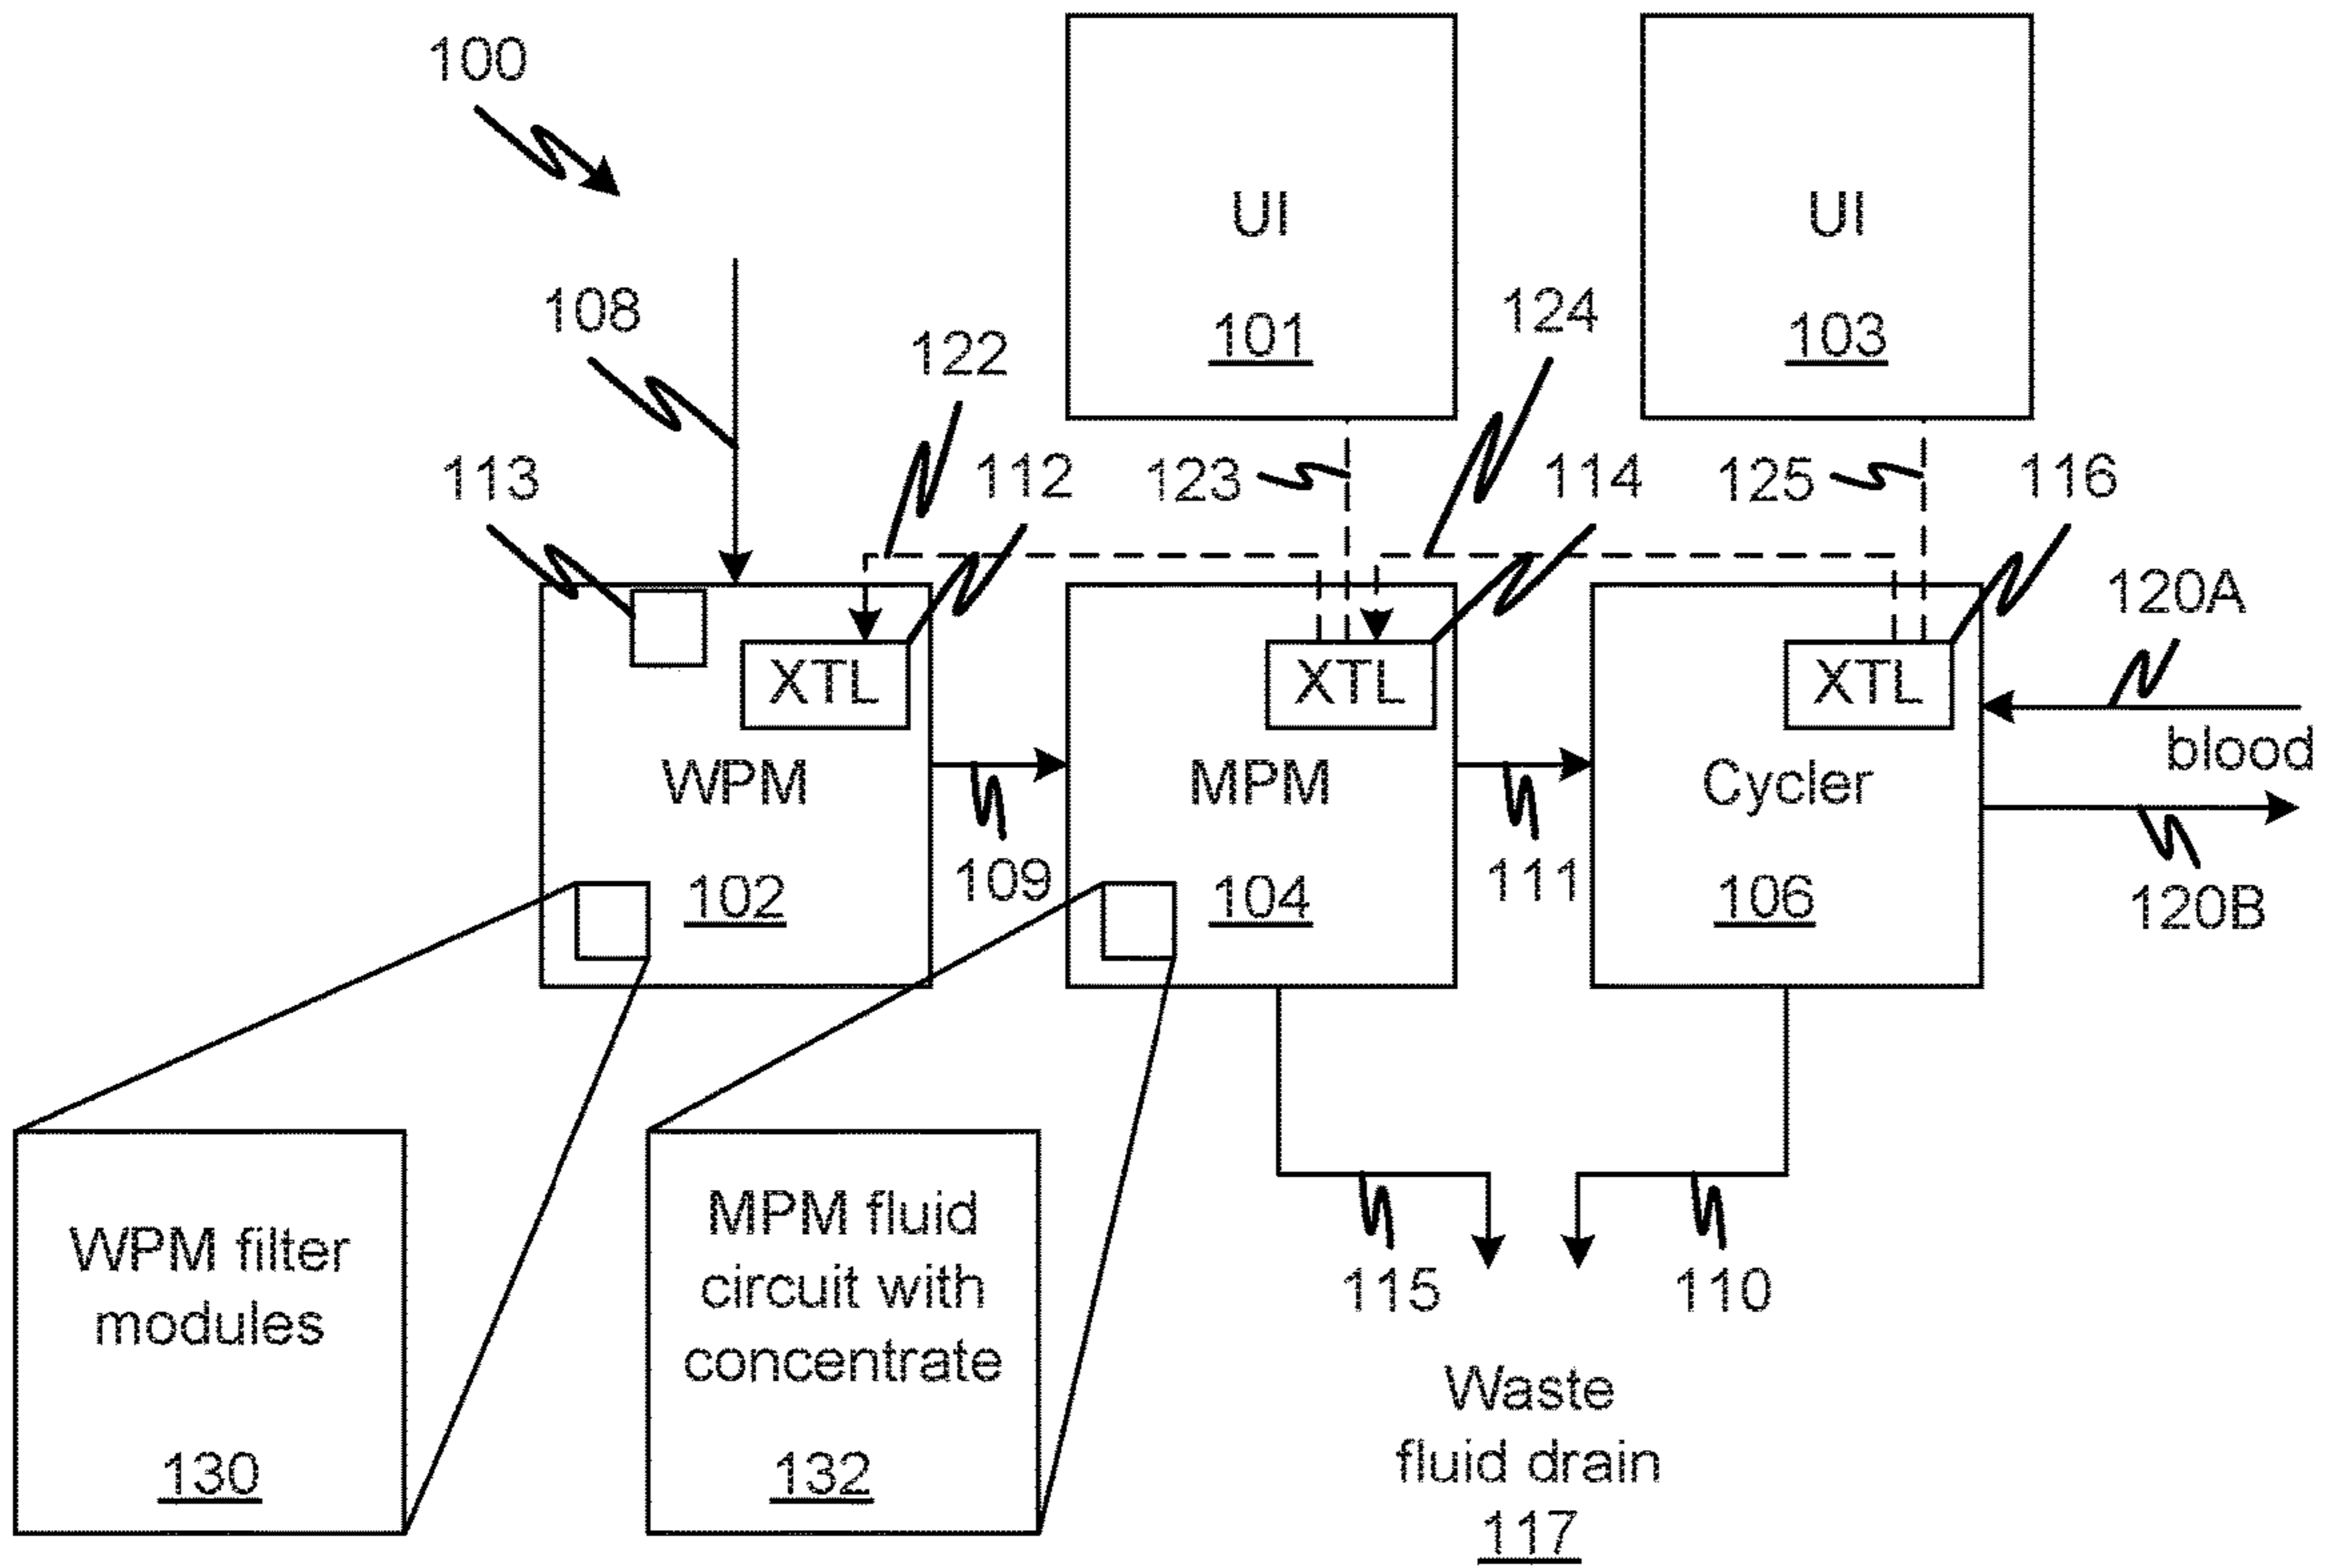 100
UI
101
UI
103
108
122
124
113
112
123
114
125
116
XTL
XTL
XTL
120A
blood
WPM
102
109
MPM
104
111
Cycler
106
120B
WPM filter
modules
130
MPM fluid
circuit with
concentrate
132
115
110
Waste
fluid drain
117